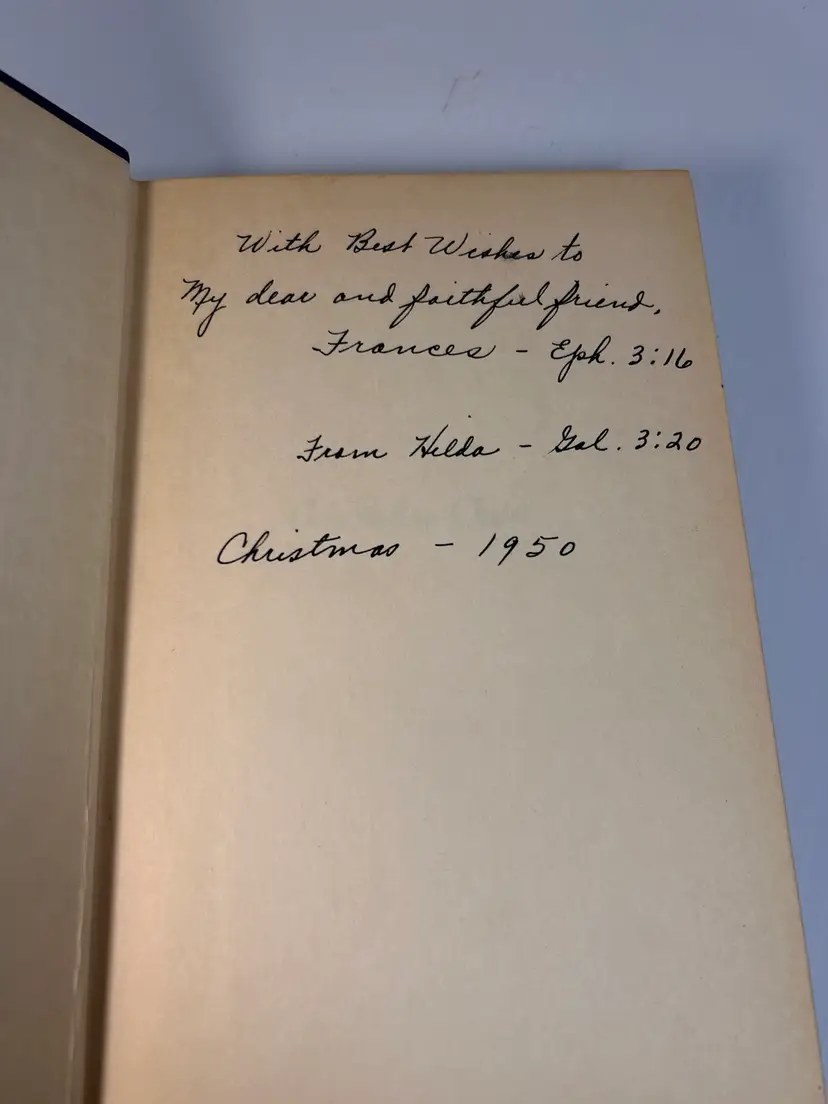 With Best Wishes to
My dear and faithful friend,
Frances - Eph. 3:16
From Hilda - Gal. 3:20
Christmas - 1950